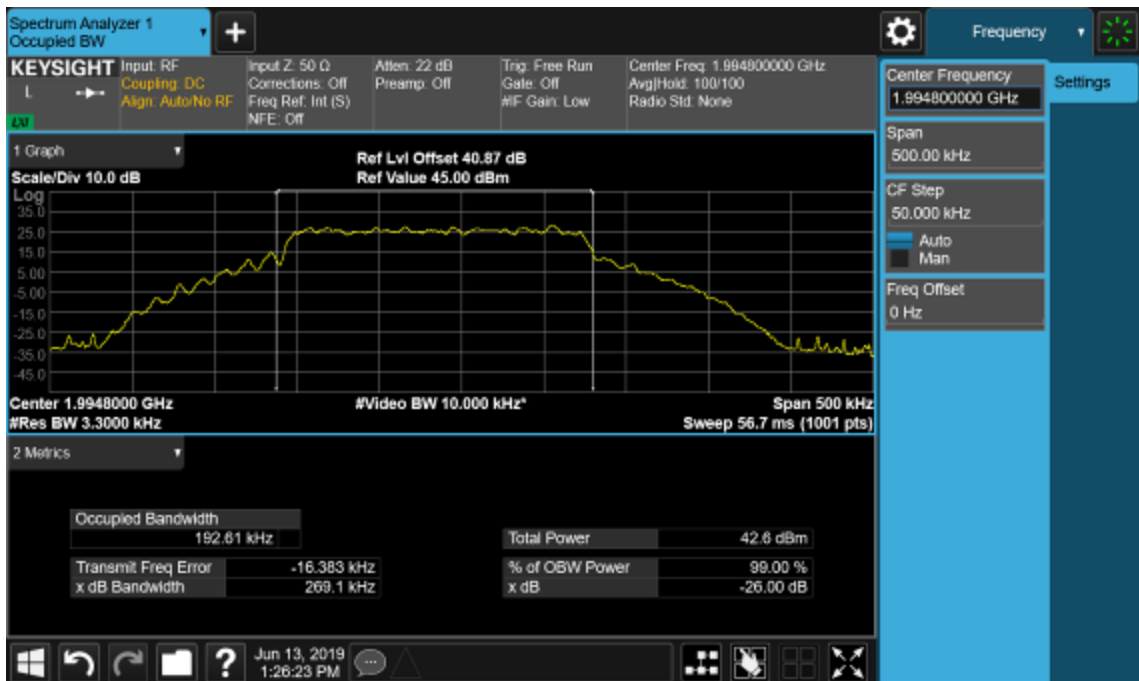 Spectrum Analyzer 1
Occupied BW
+
Frequency
KEYSIGHT
L
LXI
Input: RF
Coupling: DC
Align: Auto/No RF
Input Z: 50 Ω
Corrections: Off
Freq Ref: Int (S)
NFE: Off
Atten: 22 dB
Preamp: Off
Trig: Free Run
Gate: Off
#IF Gain: Low
Center Freq: 1.994800000 GHz
Avg|Hold: 100/100
Radio Std: None
Center Frequency
1.994800000 GHz
Settings
Span
500.00 kHz
CF Step
50.000 kHz
Auto
Man
Freq Offset
0 Hz
1 Graph
Scale/Div 10.0 dB
Ref Lvl Offset 40.87 dB
Ref Value 45.00 dBm
Log
35.0
25.0
15.0
5.00
-5.00
-15.0
-25.0
-35.0
-45.0
Center 1.9948000 GHz
#Res BW 3.3000 kHz
#Video BW 10.000 kHz*
Span 500 kHz
Sweep 56.7 ms (1001 pts)
2 Metrics
Occupied Bandwidth
192.61 kHz
Transmit Freq Error -16.383 kHz
x dB Bandwidth 269.1 kHz
Total Power 42.6 dBm
% of OBW Power 99.00 %
x dB -26.00 dB
?
Jun 13, 2019
1:26:23 PM